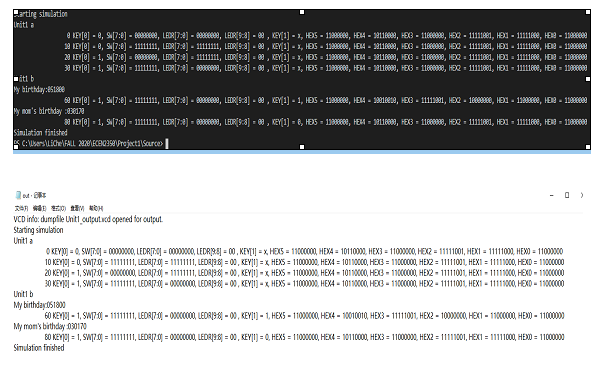 Starting simulation
Unit1 a
0 KEY[0] = 0, SW[7:0] = 00000000, LEDR[7:0] = 00000000, LEDR[9:8] = 00 , KEY[1] = x, HEX5 = 11000000, HEX4 = 10110000, HEX3 = 11000000, HEX2 = 11111001, HEX1 = 11111000, HEX0 = 11000000
10 KEY[0] = 0, SW[7:0] = 11111111, LEDR[7:0] = 11111111, LEDR[9:8] = 00 , KEY[1] = x, HEX5 = 11000000, HEX4 = 10110000, HEX3 = 11000000, HEX2 = 11111001, HEX1 = 11111000, HEX0 = 11000000
20 KEY[0] = 1, SW[7:0] = 00000000, LEDR[7:0] = 11111111, LEDR[9:8] = 00 , KEY[1] = x, HEX5 = 11000000, HEX4 = 10110000, HEX3 = 11000000, HEX2 = 11111001, HEX1 = 11111000, HEX0 = 11000000
30 KEY[0] = 1, SW[7:0] = 11111111, LEDR[7:0] = 00000000, LEDR[9:8] = 00 , KEY[1] = x, HEX5 = 11000000, HEX4 = 10110000, HEX3 = 11000000, HEX2 = 11111001, HEX1 = 11111000, HEX0 = 11000000
Unit1 b
My birthday:051800
60 KEY[0] = 1, SW[7:0] = 11111111, LEDR[7:0] = 00000000, LEDR[9:8] = 00 , KEY[1] = 1, HEX5 = 11000000, HEX4 = 10010010, HEX3 = 11111001, HEX2 = 10000000, HEX1 = 11000000, HEX0 = 11000000
My mom's birthday :030170
80 KEY[0] = 1, SW[7:0] = 11111111, LEDR[7:0] = 00000000, LEDR[9:8] = 00 , KEY[1] = 0, HEX5 = 11000000, HEX4 = 10110000, HEX3 = 11000000, HEX2 = 11111001, HEX1 = 11111000, HEX0 = 11000000
Simulation finished
PS C:\Users\LiChe\FALL 2020\ECEN2350\Project1\Source>
out - 记事本
文件(F) 编辑(E) 格式(O) 查看(V) 帮助(H)
VCD info: dumpfile Unit1_output.vcd opened for output.
Starting simulation
Unit1 a
0 KEY[0] = 0, SW[7:0] = 00000000, LEDR[7:0] = 00000000, LEDR[9:8] = 00 , KEY[1] = x, HEX5 = 11000000, HEX4 = 10110000, HEX3 = 11000000, HEX2 = 11111001, HEX1 = 11111000, HEX0 = 11000000
10 KEY[0] = 0, SW[7:0] = 11111111, LEDR[7:0] = 11111111, LEDR[9:8] = 00 , KEY[1] = x, HEX5 = 11000000, HEX4 = 10110000, HEX3 = 11000000, HEX2 = 11111001, HEX1 = 11111000, HEX0 = 11000000
20 KEY[0] = 1, SW[7:0] = 00000000, LEDR[7:0] = 11111111, LEDR[9:8] = 00 , KEY[1] = x, HEX5 = 11000000, HEX4 = 10110000, HEX3 = 11000000, HEX2 = 11111001, HEX1 = 11111000, HEX0 = 11000000
30 KEY[0] = 1, SW[7:0] = 11111111, LEDR[7:0] = 00000000, LEDR[9:8] = 00 , KEY[1] = x, HEX5 = 11000000, HEX4 = 10110000, HEX3 = 11000000, HEX2 = 11111001, HEX1 = 11111000, HEX0 = 11000000
Unit1 b
My birthday:051800
60 KEY[0] = 1, SW[7:0] = 11111111, LEDR[7:0] = 00000000, LEDR[9:8] = 00 , KEY[1] = 1, HEX5 = 11000000, HEX4 = 10010010, HEX3 = 11111001, HEX2 = 10000000, HEX1 = 11000000, HEX0 = 11000000
My mom's birthday :030170
80 KEY[0] = 1, SW[7:0] = 11111111, LEDR[7:0] = 00000000, LEDR[9:8] = 00 , KEY[1] = 0, HEX5 = 11000000, HEX4 = 10110000, HEX3 = 11000000, HEX2 = 11111001, HEX1 = 11111000, HEX0 = 11000000
Simulation finished